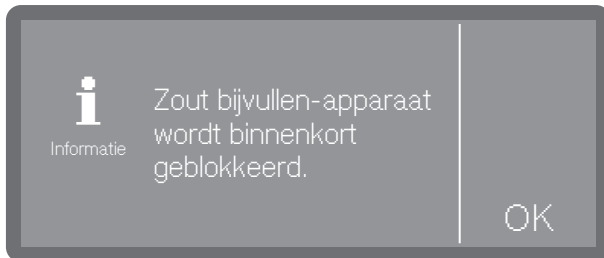 Informatie
Zout bijvullen-apparaat
wordt binnenkort
geblokkeerd.
OK